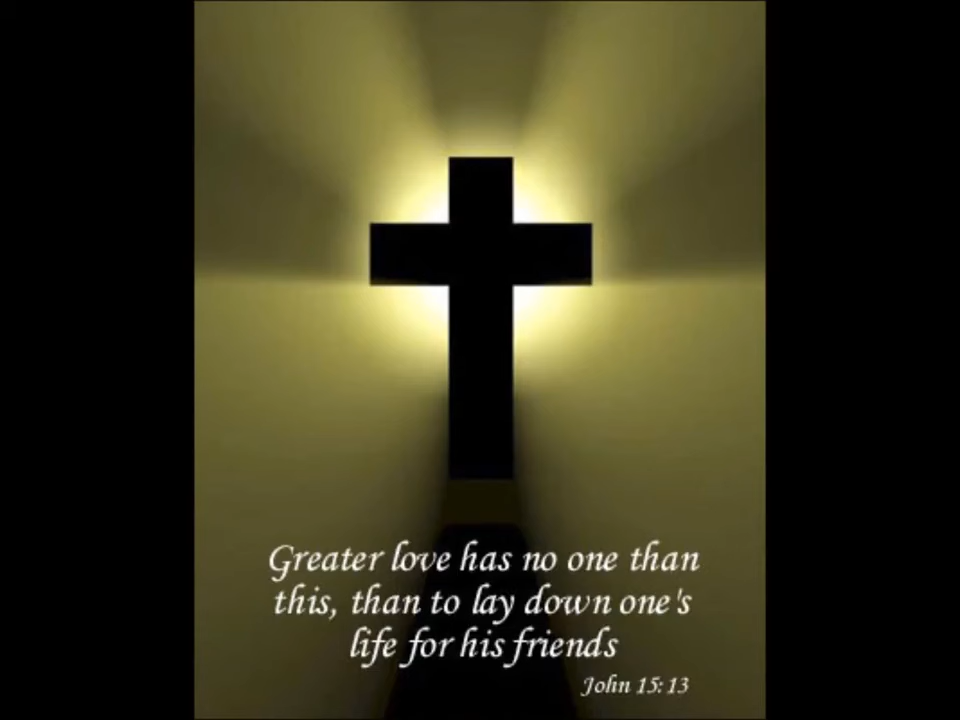 Greater love has no one than
this, than to lay down one's
life for his friends
John 15:13